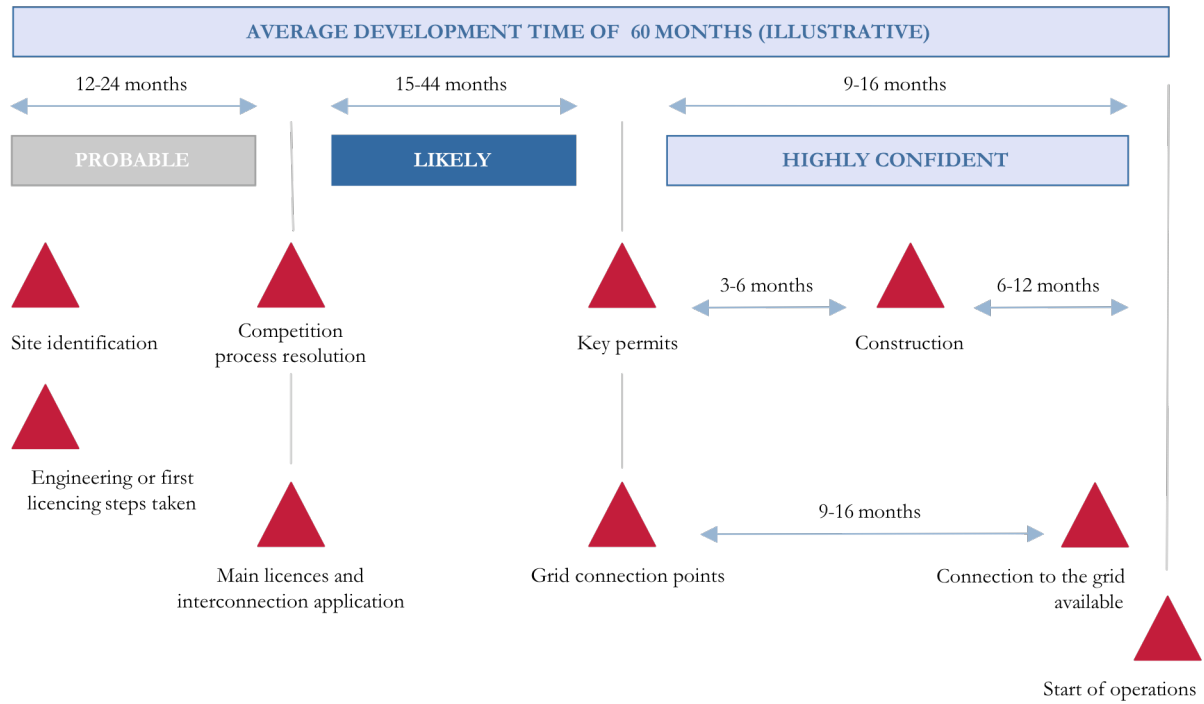 AVERAGE DEVELOPMENT TIME OF 60 MONTHS (ILLUSTRATIVE)
12-24 months
15-44 months
9-16 months
PROBABLE
LIKELY
HIGHLY CONFIDENT
3-6 months
6-12 months
Site identification
Competition
process resolution
Key permits
Construction
Engineering or first
licencing steps taken
9-16 months
Main licences and
interconnection application
Grid connection points
Connection to the grid
available
Start of operations